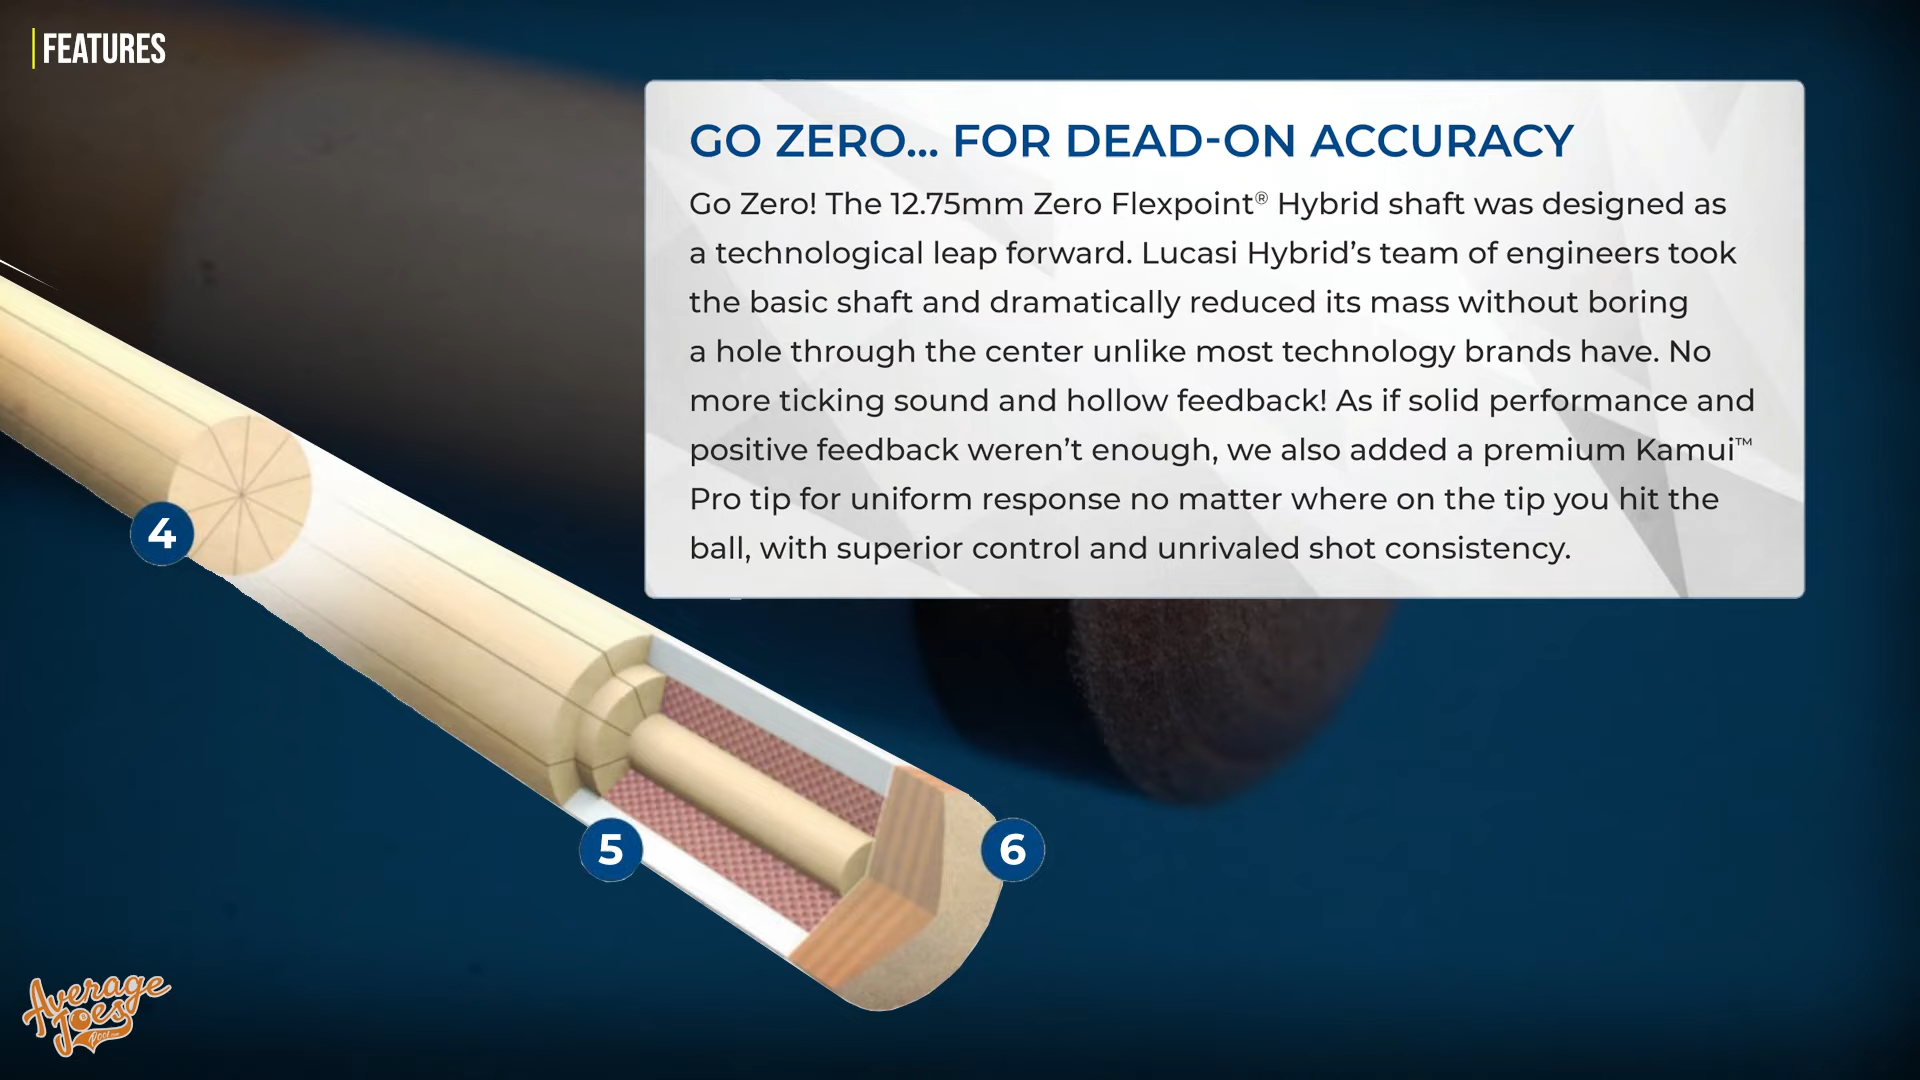 FEATURES
GO ZERO... FOR DEAD-ON ACCURACY
Go Zero! The 12.75mm Zero Flexpoint® Hybrid shaft was designed as
a technological leap forward. Lucasi Hybrid’s team of engineers took
the basic shaft and dramatically reduced its mass without boring
a hole through the center unlike most technology brands have. No
more ticking sound and hollow feedback! As if solid performance and
positive feedback weren’t enough, we also added a premium Kamui™
Pro tip for uniform response no matter where on the tip you hit the
ball, with superior control and unrivaled shot consistency.
4
5
6
Average
Joes